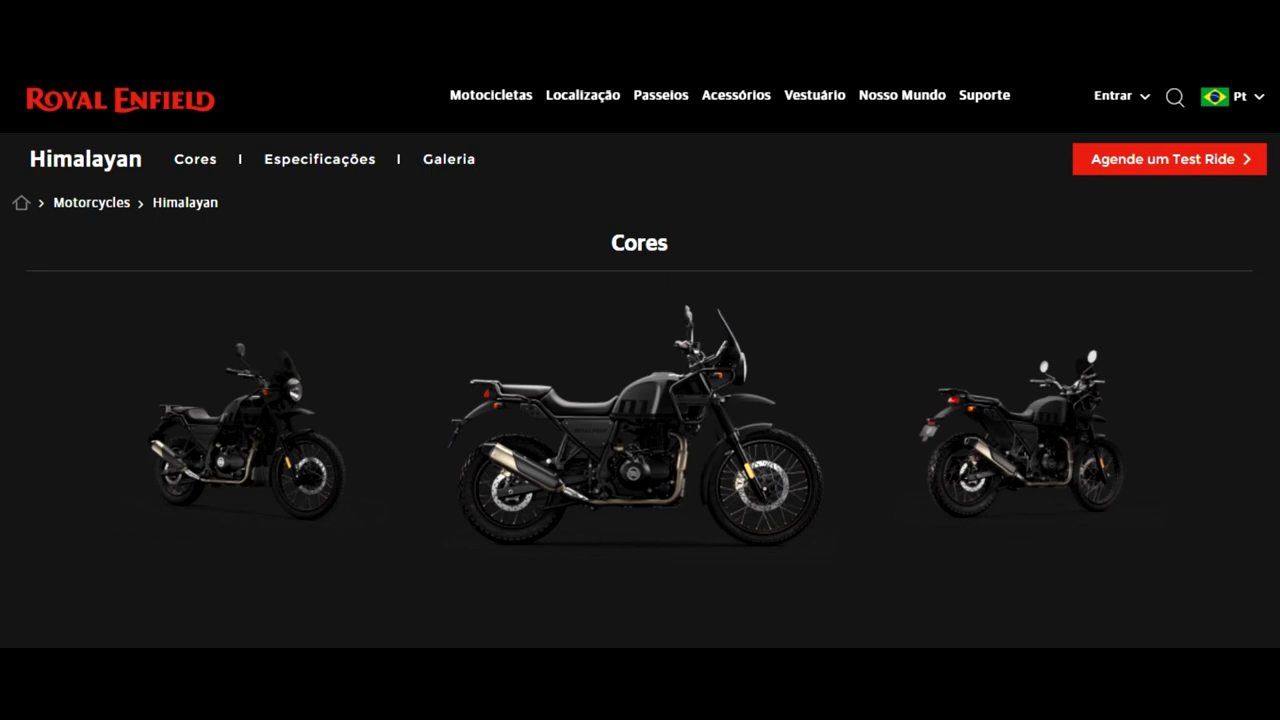 ROYAL ENFIELD
Motocicletas Localização Passeios Acessórios Vestuário Nosso Mundo Suporte
Entrar
Pt
Himalayan
Cores | Especificações | Galeria
Agende um Test Ride
Motorcycles > Himalayan
Cores